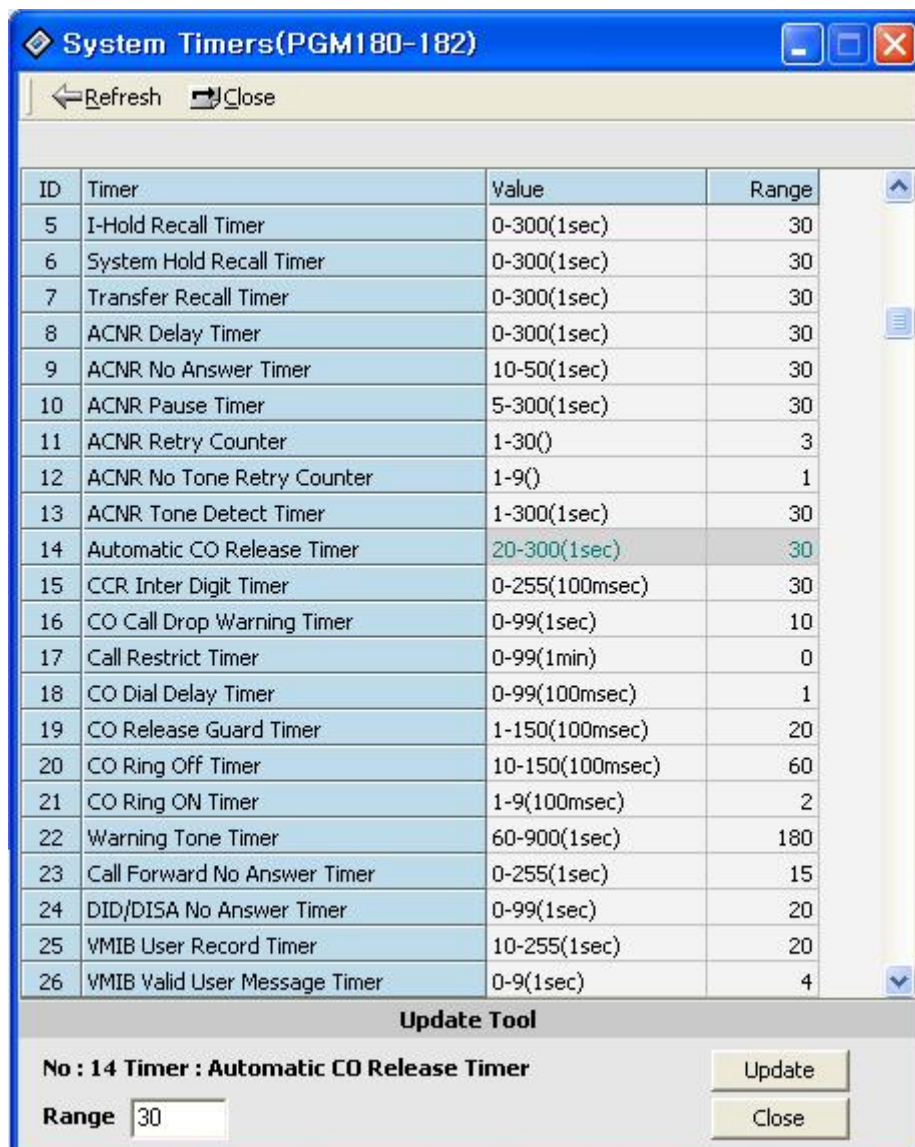 System Timers(PGM180-182)
Refresh Close
ID Timer Value Range
5 I-Hold Recall Timer 0-300(1sec) 30
6 System Hold Recall Timer 0-300(1sec) 30
7 Transfer Recall Timer 0-300(1sec) 30
8 ACNR Delay Timer 0-300(1sec) 30
9 ACNR No Answer Timer 10-50(1sec) 30
10 ACNR Pause Timer 5-300(1sec) 30
11 ACNR Retry Counter 1-30() 3
12 ACNR No Tone Retry Counter 1-9() 1
13 ACNR Tone Detect Timer 1-300(1sec) 30
14 Automatic CO Release Timer 20-300(1sec) 30
15 CCR Inter Digit Timer 0-255(100msec) 30
16 CO Call Drop Warning Timer 0-99(1sec) 10
17 Call Restrict Timer 0-99(1min) 0
18 CO Dial Delay Timer 0-99(100msec) 1
19 CO Release Guard Timer 1-150(100msec) 20
20 CO Ring Off Timer 10-150(100msec) 60
21 CO Ring ON Timer 1-9(100msec) 2
22 Warning Tone Timer 60-900(1sec) 180
23 Call Forward No Answer Timer 0-255(1sec) 15
24 DID/DISA No Answer Timer 0-99(1sec) 20
25 VMIB User Record Timer 10-255(1sec) 20
26 VMIB Valid User Message Timer 0-9(1sec) 4
Update Tool
No : 14 Timer : Automatic CO Release Timer Update
Range 30 Close